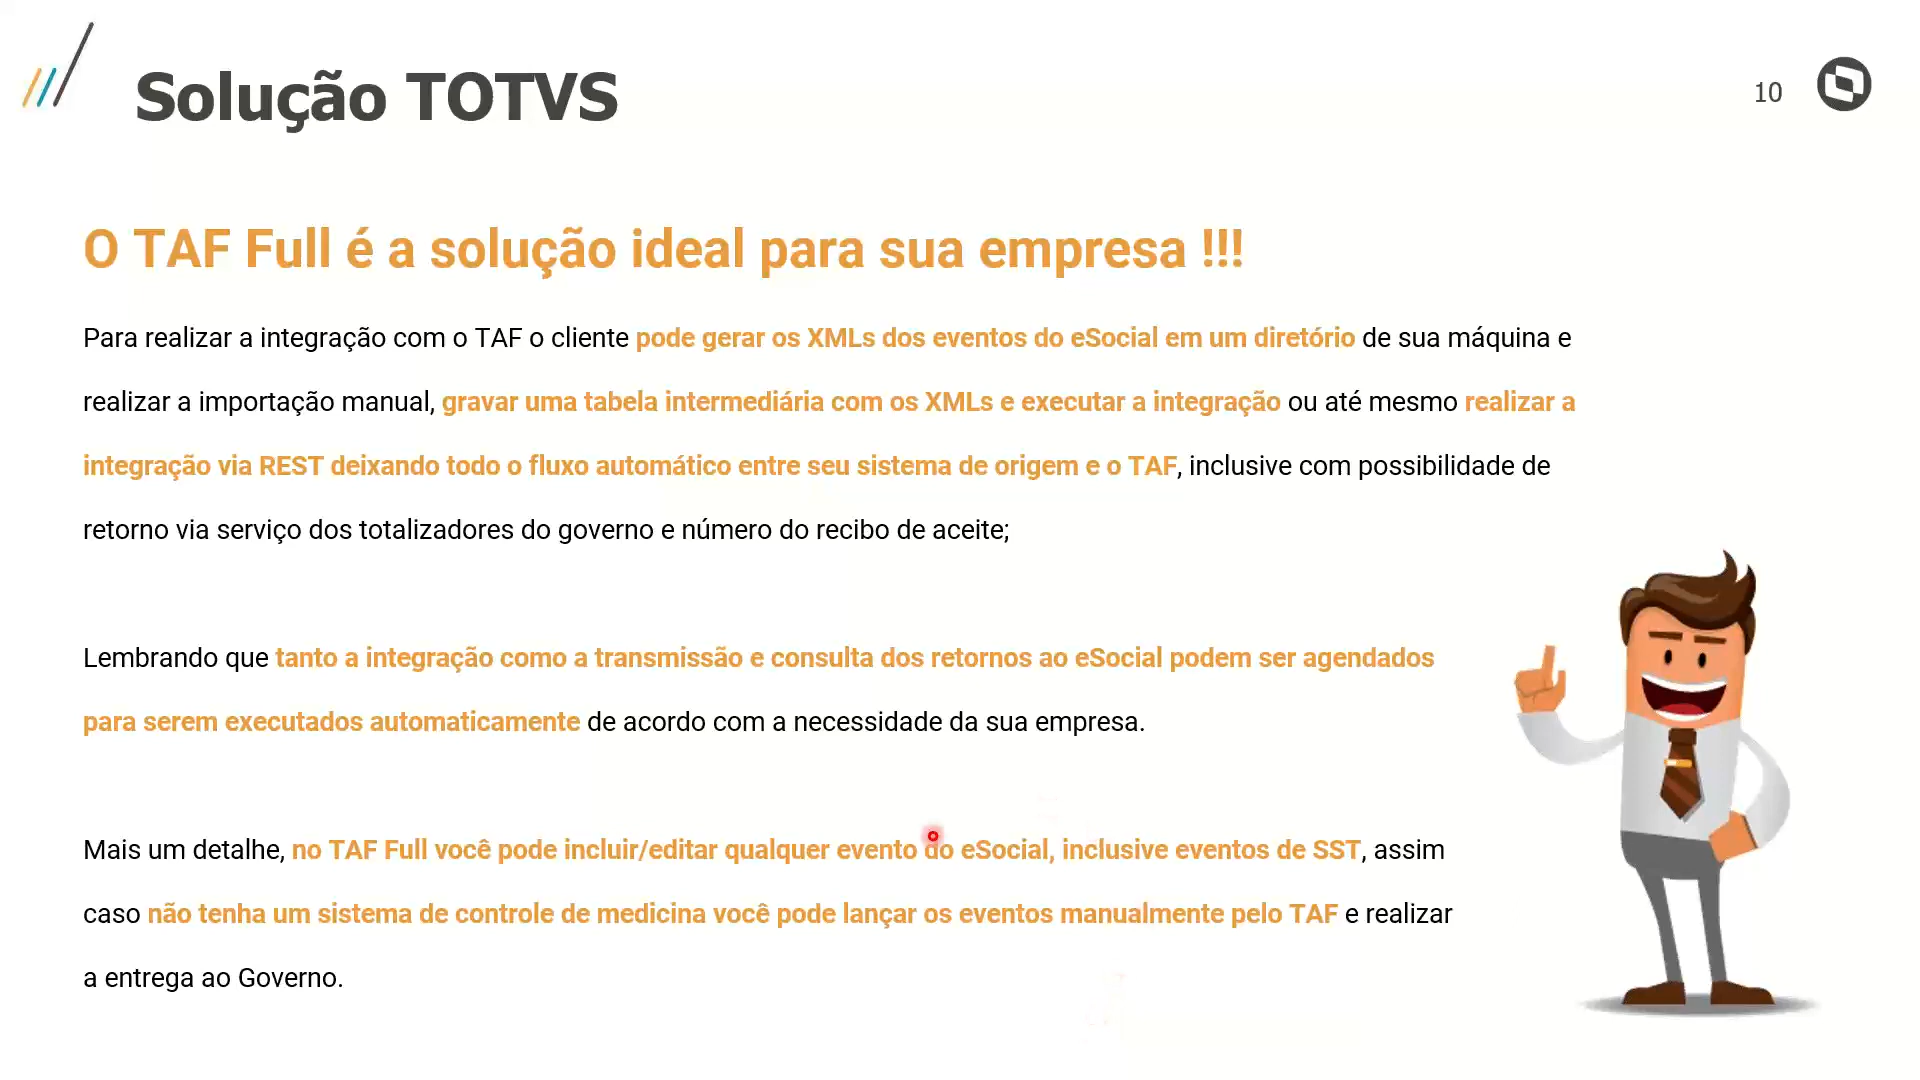 Solução TOTVS
10
O TAF Full é a solução ideal para sua empresa !!!
Para realizar a integração com o TAF o cliente pode gerar os XMLs dos eventos do eSocial em um diretório de sua máquina e
realizar a importação manual, gravar uma tabela intermediária com os XMLs e executar a integração ou até mesmo realizar a
integração via REST deixando todo o fluxo automático entre seu sistema de origem e o TAF, inclusive com possibilidade de
retorno via serviço dos totalizadores do governo e número do recibo de aceite;
Lembrando que tanto a integração como a transmissão e consulta dos retornos ao eSocial podem ser agendados
para serem executados automaticamente de acordo com a necessidade da sua empresa.
Mais um detalhe, no TAF Full você pode incluir/editar qualquer evento do eSocial, inclusive eventos de SST, assim
caso não tenha um sistema de controle de medicina você pode lançar os eventos manualmente pelo TAF e realizar
a entrega ao Governo.